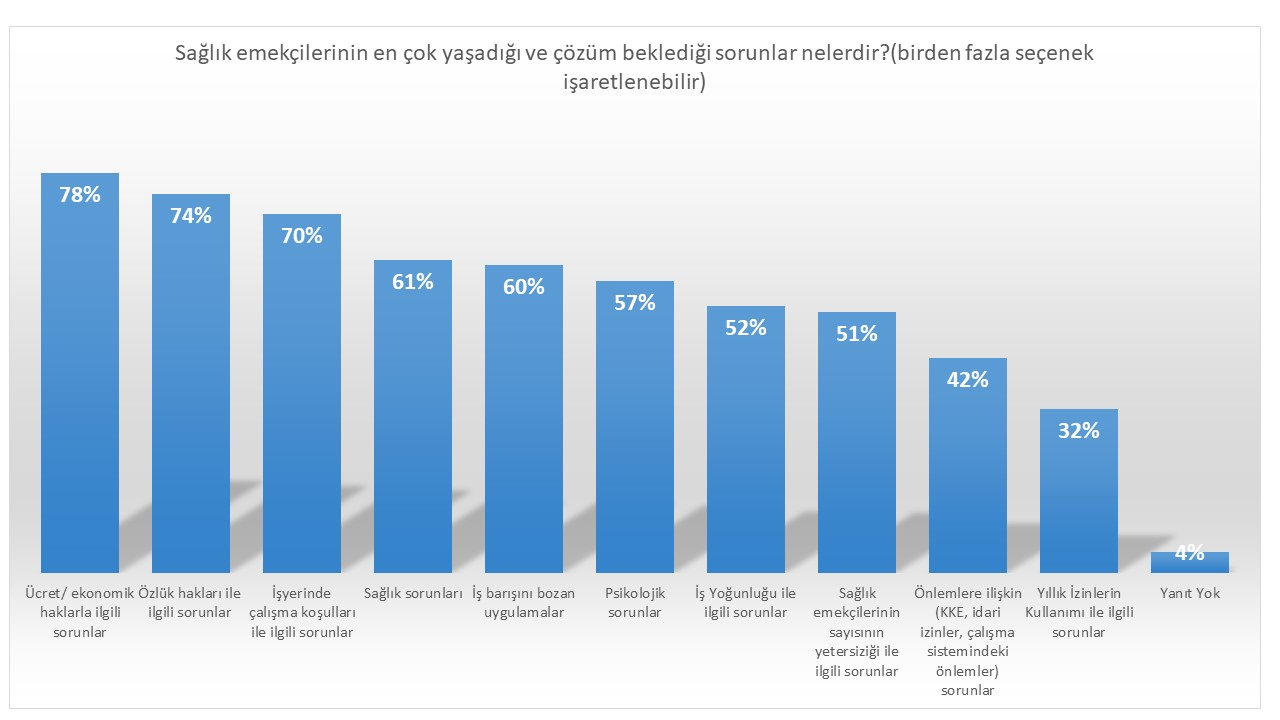 Sağlık emekçilerinin en çok yaşadığı ve çözüm beklediği sorunlar nelerdir?(birden fazla seçenek
işaretlenebilir)
78%
74%
70%
61%
60%
57%
52%
51%
42%
32%
4%
Ücret/ ekonomik
haklarla ilgili
sorunlar
Özlük hakları ile
ilgili sorunlar
İşyerinde
çalışma koşulları
ile ilgili sorunlar
Sağlık sorunları
İş barışını bozan
uygulamalar
Psikolojik
sorunlar
İş Yoğunluğu ile
ilgili sorunlar
Sağlık
emekçilerinin
sayısının
yetersiziği ile
ilgili sorunlar
Önlemlere ilişkin
(KKE, idari
izinler, çalışma
sistemindeki
önlemler)
sorunlar
Yıllık İzinlerin
Kullanımı ile ilgili
sorunlar
Yanıt Yok